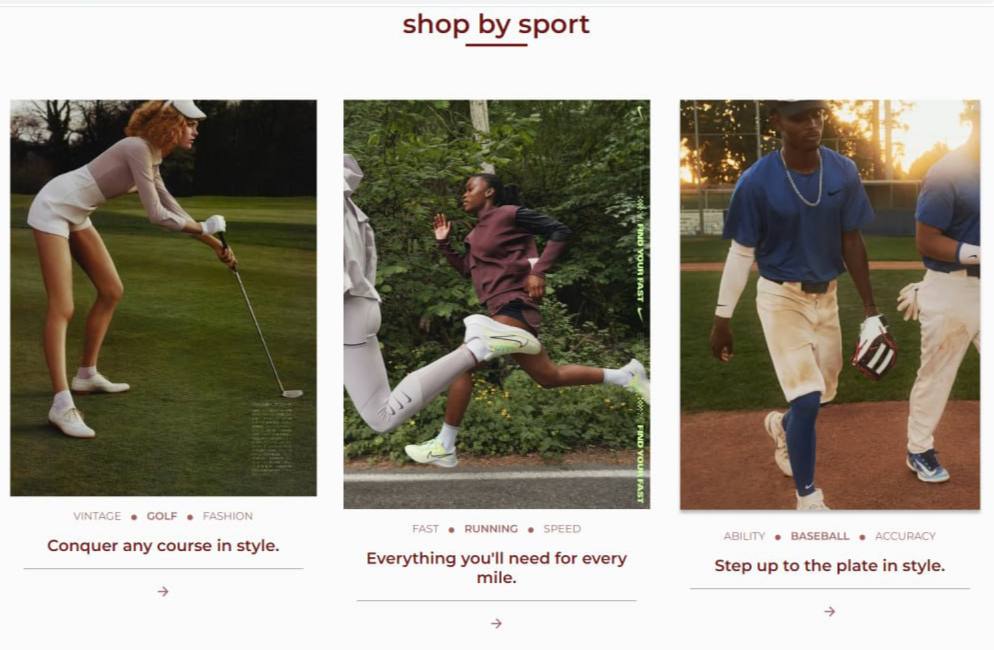 shop by sport
VINTAGE ● GOLF ● FASHION
Conquer any course in style.
→
FIND YOUR FAST
FIND YOUR FAST
FAST ● RUNNING ● SPEED
Everything you'll need for every
mile.
→
ABILITY ● BASEBALL ● ACCURACY
Step up to the plate in style.
→